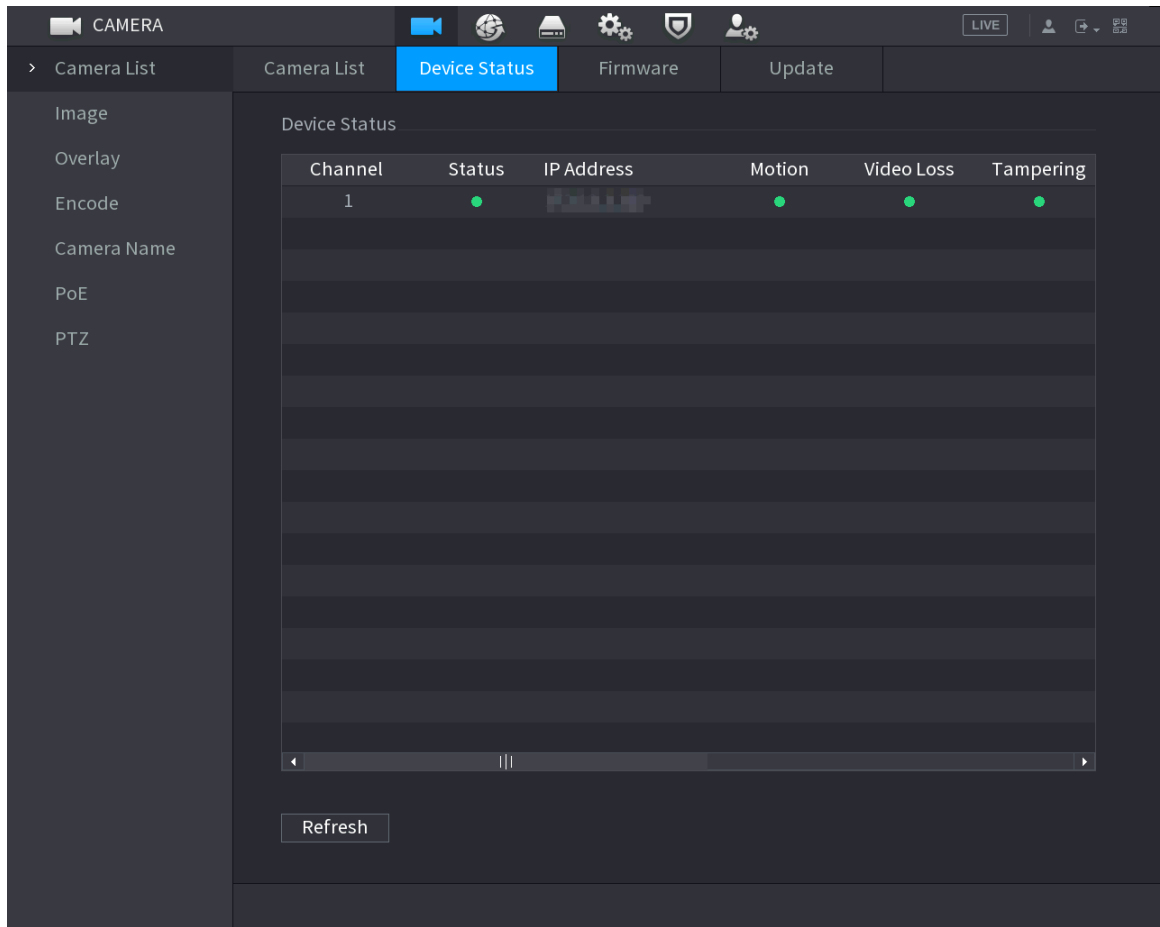 CAMERA LIVE
> Camera List Camera List Device Status Firmware Update
Image
Device Status
Overlay
Channel Status IP Address Motion Video Loss Tampering
Encode
1
Camera Name
PoE
PTZ
Refresh